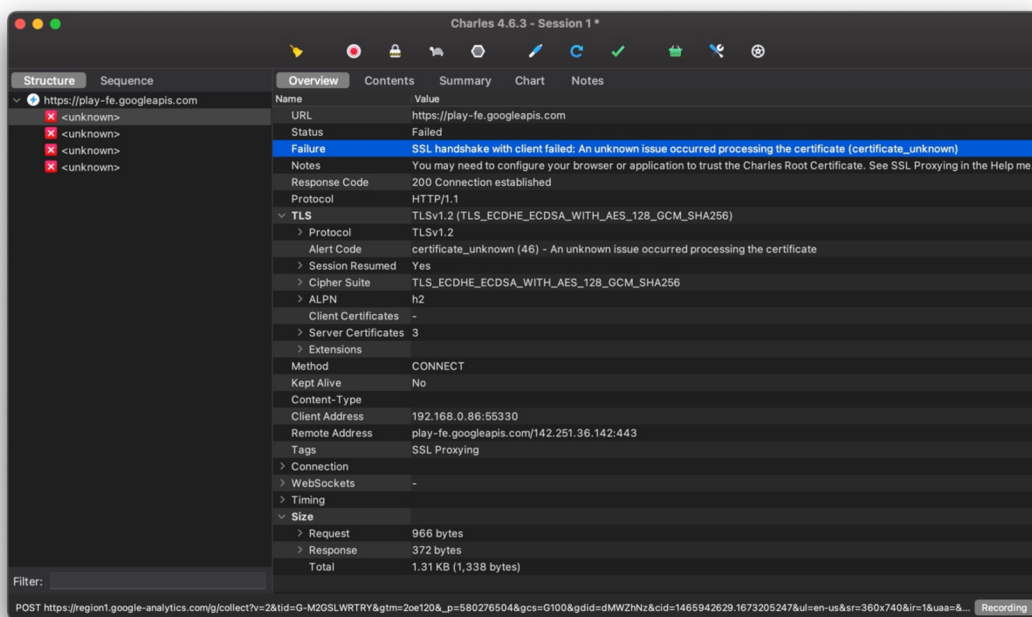 Charles 4.6.3 - Session 1 *
Structure Sequence
Overview Contents Summary Chart Notes
https://play-fe.googleapis.com
<unknown>
<unknown>
<unknown>
<unknown>
Name Value
URL https://play-fe.googleapis.com
Status Failed
Failure SSL handshake with client failed: An unknown issue occurred processing the certificate (certificate_unknown)
Notes You may need to configure your browser or application to trust the Charles Root Certificate. See SSL Proxying in the Help me
Response Code 200 Connection established
Protocol HTTP/1.1
TLS TLSv1.2 (TLS_ECDHE_ECDSA_WITH_AES_128_GCM_SHA256)
Protocol TLSv1.2
Alert Code certificate_unknown (46) - An unknown issue occurred processing the certificate
Session Resumed Yes
Cipher Suite TLS_ECDHE_ECDSA_WITH_AES_128_GCM_SHA256
ALPN h2
Client Certificates -
Server Certificates 3
Extensions
Method CONNECT
Kept Alive No
Content-Type
Client Address 192.168.0.86:55330
Remote Address play-fe.googleapis.com/142.251.36.142:443
Tags SSL Proxying
Connection
WebSockets -
Timing
Size
Request 966 bytes
Response 372 bytes
Total 1.31 KB (1,338 bytes)
Filter:
POST https://region1.google-analytics.com/g/collect?v=2&tid=G-M2GSLWRTRY&gtm=2oe120&_p=580276504&gcs=G100&gdid=dMWZhNz&cid=1465942629.1673205247&ul=en-us&sr=360x740&ir=1&uaa=&... Recording